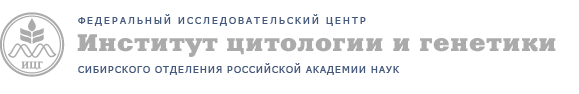 ФЕДЕРАЛЬНЫЙ ИССЛЕДОВАТЕЛЬСКИЙ ЦЕНТР
Институт цитологии и генетики
СИБИРСКОГО ОТДЕЛЕНИЯ РОССИЙСКОЙ АКАДЕМИИ НАУК
ИЦГ